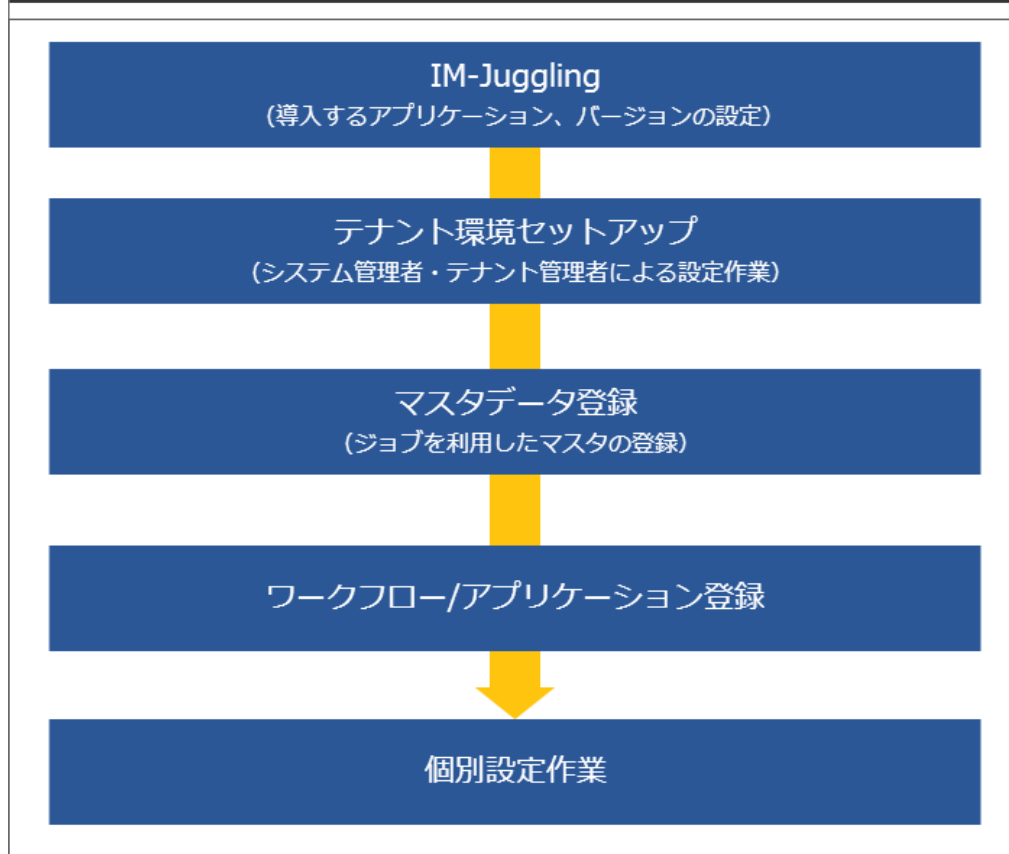 IM-Juggling
(導入するアプリケーション、バージョンの設定)
テナント環境セットアップ
(システム管理者・テナント管理者による設定作業)
マスタデータ登録
(ジョブを利用したマスタの登録)
ワークフロー/アプリケーション登録
個別設定作業